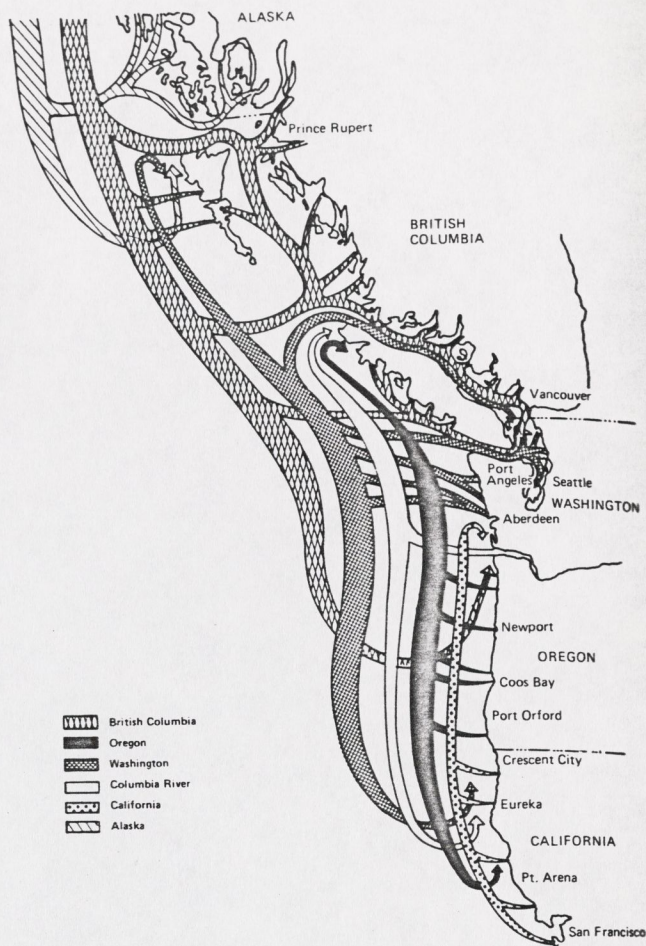 ALASKA
Prince Rupert
BRITISH
COLUMBIA
Vancouver
Port
Angeles
Seattle
WASHINGTON
Aberdeen
Newport
OREGON
Coos Bay
Port Orford
Crescent City
Eureka
CALIFORNIA
Pt. Arena
San Francisco
British Columbia
Oregon
Washington
Columbia River
California
Alaska